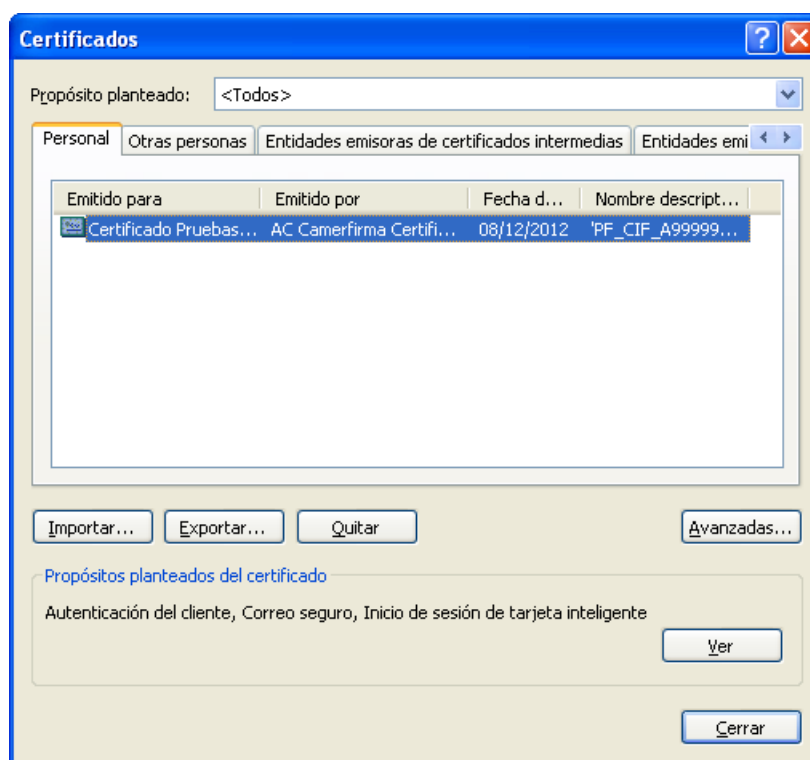 Certificados
Propósito planteado: <Todos>
Personal Otras personas Entidades emisoras de certificados intermedias Entidades emi
Emitido para Emitido por Fecha d... Nombre descript...
Certificado Pruebas... AC Camerfirma Certifi... 08/12/2012 'PF_CIF_A99999...
Importar... Exportar... Quitar Avanzadas...
Propósitos planteados del certificado
Autenticación del cliente, Correo seguro, Inicio de sesión de tarjeta inteligente
Ver
Cerrar